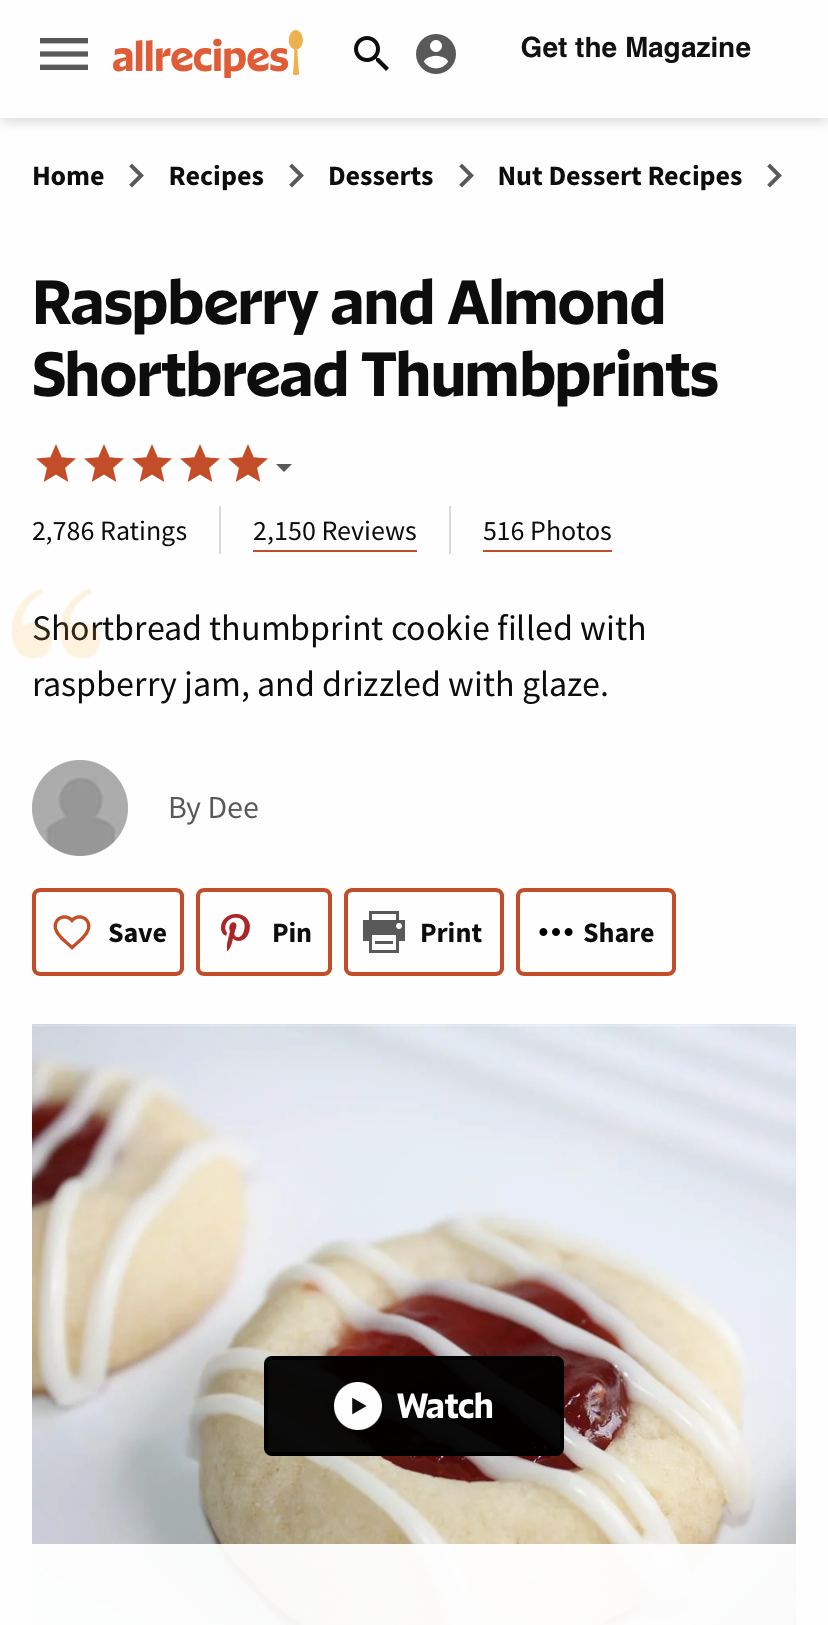 allrecipes
Get the Magazine
Home > Recipes > Desserts > Nut Dessert Recipes >
Raspberry and Almond
Shortbread Thumbprints
2,786 Ratings
2,150 Reviews
516 Photos
“
Shortbread thumbprint cookie filled with
raspberry jam, and drizzled with glaze.
By Dee
Save
Pin
Print
••• Share
Watch